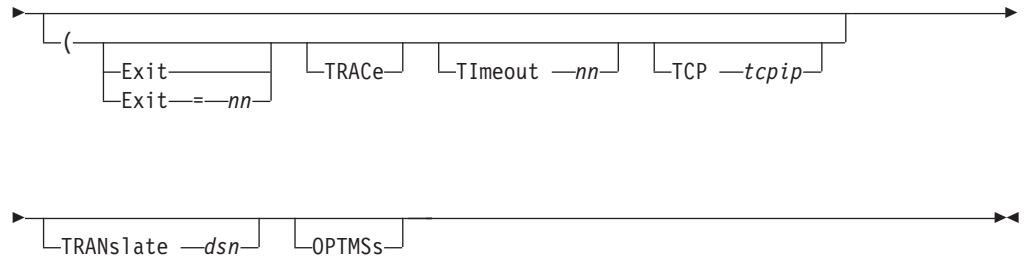 (
Exit TRACe TImeout nn TCP tcpip
Exit = nn
TRANslate dsn OPTMSs